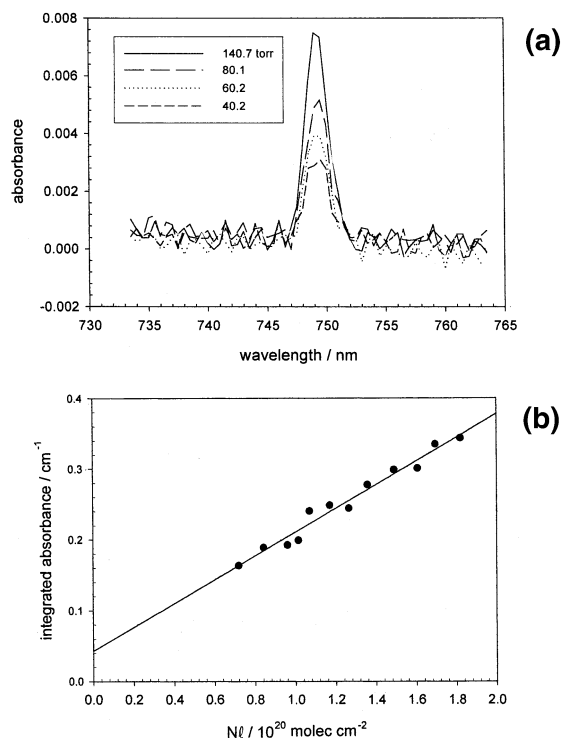 (a)
0.008
0.006
0.004
0.002
0.000
-0.002
absorbance
140.7 torr
80.1
60.2
40.2
730 735 740 745 750 755 760 765
wavelength / nm
(b)
0.4
0.3
0.2
0.1
0.0
integrated absorbance / cm⁻¹
0.0 0.2 0.4 0.6 0.8 1.0 1.2 1.4 1.6 1.8 2.0
Nℓ / 10²⁰ molec cm⁻²